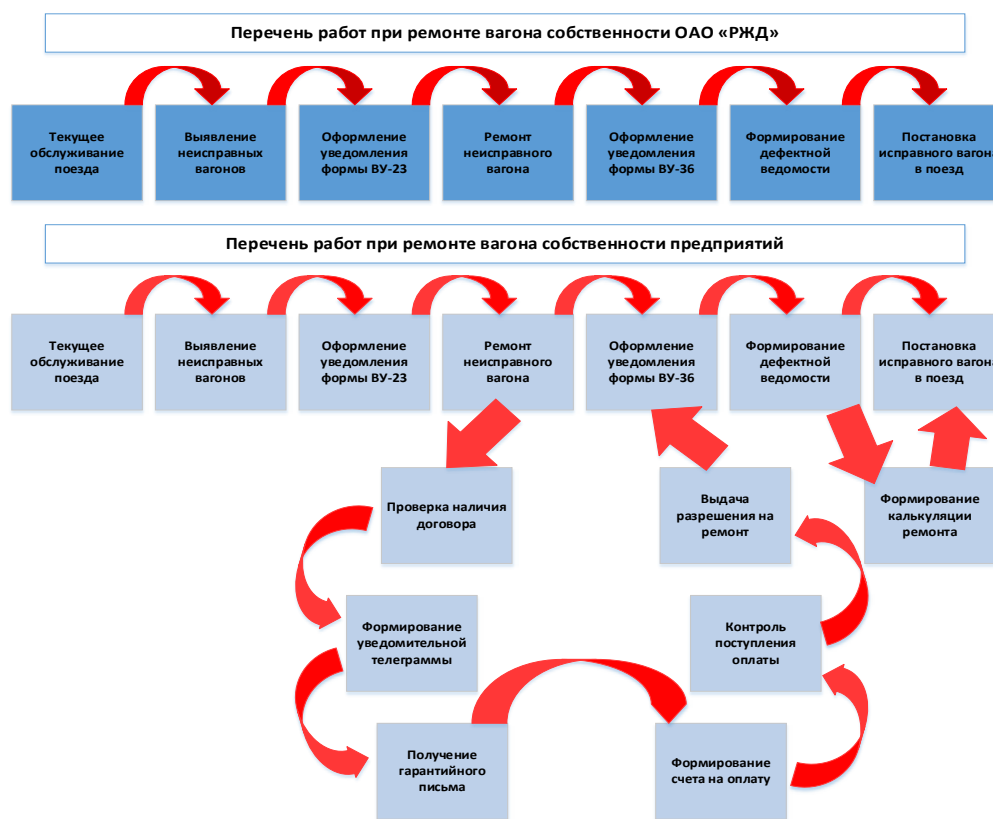 Перечень работ при ремонте вагона собственности ОАО «РЖД»
Текущее
обслуживание
поезда
Выявление
неисправных
вагонов
Оформление
уведомления
формы ВУ-23
Ремонт
неисправного
вагона
Оформление
уведомления
формы ВУ-36
Формирование
дефектной
ведомости
Постановка
исправного вагона
в поезд
Перечень работ при ремонте вагона собственности предприятий
Текущее
обслуживание
поезда
Выявление
неисправных
вагонов
Оформление
уведомления
формы ВУ-23
Ремонт
неисправного
вагона
Оформление
уведомления
формы ВУ-36
Формирование
дефектной
ведомости
Постановка
исправного вагона
в поезд
Проверка наличия
договора
Выдача
разрешения на
ремонт
Формирование
калькуляции
ремонта
Формирование
уведомительной
телеграммы
Контроль
поступления
оплаты
Получение
гарантийного
письма
Формирование
счета на оплату